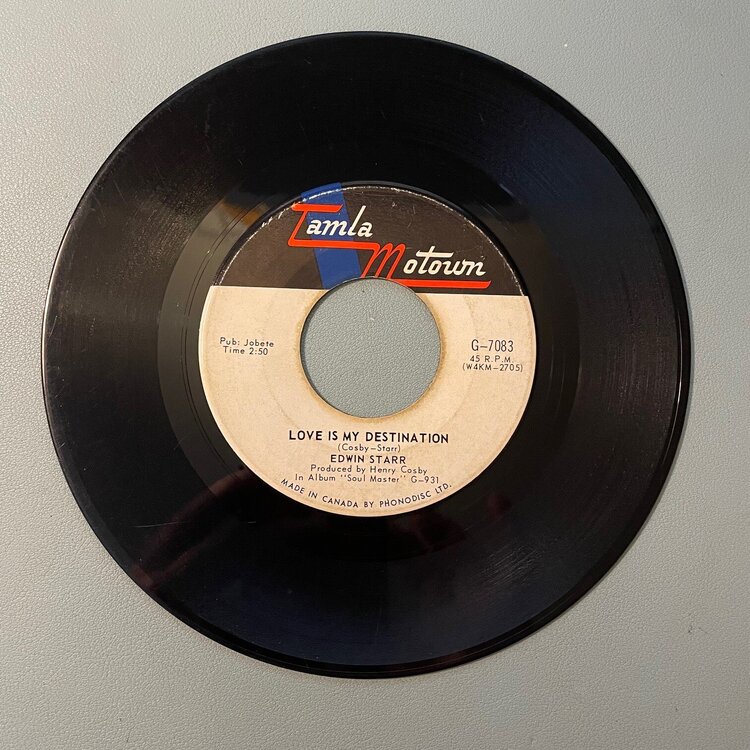 Tamla
Motown
Pub: Jobete
Time 2:50
G-7083
45 R.P.M.
(W4KM-2705)
LOVE IS MY DESTINATION
(Cosby-Starr)
EDWIN STARR
Produced by Henry Cosby
In Album "Soul Master" G-931
MADE IN CANADA BY PHONODISC LTD.